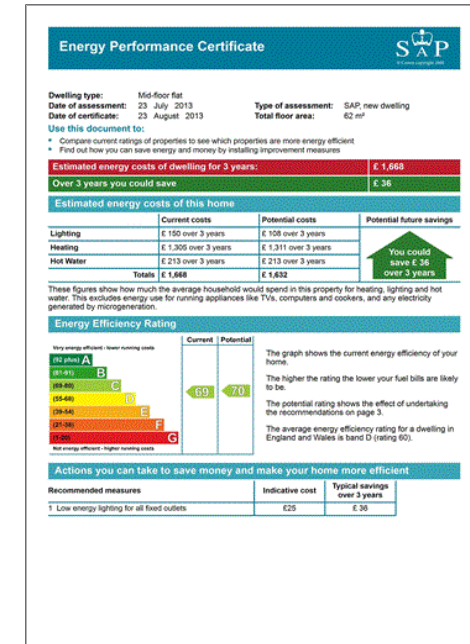 Energy Performance Certificate
SAP
© Crown copyright 2009
Dwelling type: Mid-floor flat
Date of assessment: 23 July 2013 Type of assessment: SAP, new dwelling
Date of certificate: 23 August 2013 Total floor area: 62 m²
Use this document to:
• Compare current ratings of properties to see which properties are more energy efficient
• Find out how you can save energy and money by installing improvement measures
Estimated energy costs of dwelling for 3 years: £ 1,668
Over 3 years you could save £ 36
Estimated energy costs of this home
Current costs Potential costs Potential future savings
Lighting £ 150 over 3 years £ 108 over 3 years
Heating £ 1,305 over 3 years £ 1,311 over 3 years
Hot Water £ 213 over 3 years £ 213 over 3 years
Totals £ 1,668 £ 1,632
You could
save £ 36
over 3 years
These figures show how much the average household would spend in this property for heating, lighting and hot
water. This excludes energy use for running appliances like TVs, computers and cookers, and any electricity
generated by microgeneration.
Energy Efficiency Rating
Current Potential
Very energy efficient - lower running costs
(92 plus) A
(81-91) B
(69-80) C
(55-68) D
(39-54) E
(21-38) F
(1-20) G
Not energy efficient - higher running costs
69 70
The graph shows the current energy efficiency of your
home.
The higher the rating the lower your fuel bills are likely
to be.
The potential rating shows the effect of undertaking
the recommendations on page 3.
The average energy efficiency rating for a dwelling in
England and Wales is band D (rating 60).
Actions you can take to save money and make your home more efficient
Recommended measures Indicative cost Typical savings
over 3 years
1 Low energy lighting for all fixed outlets £25 £ 36